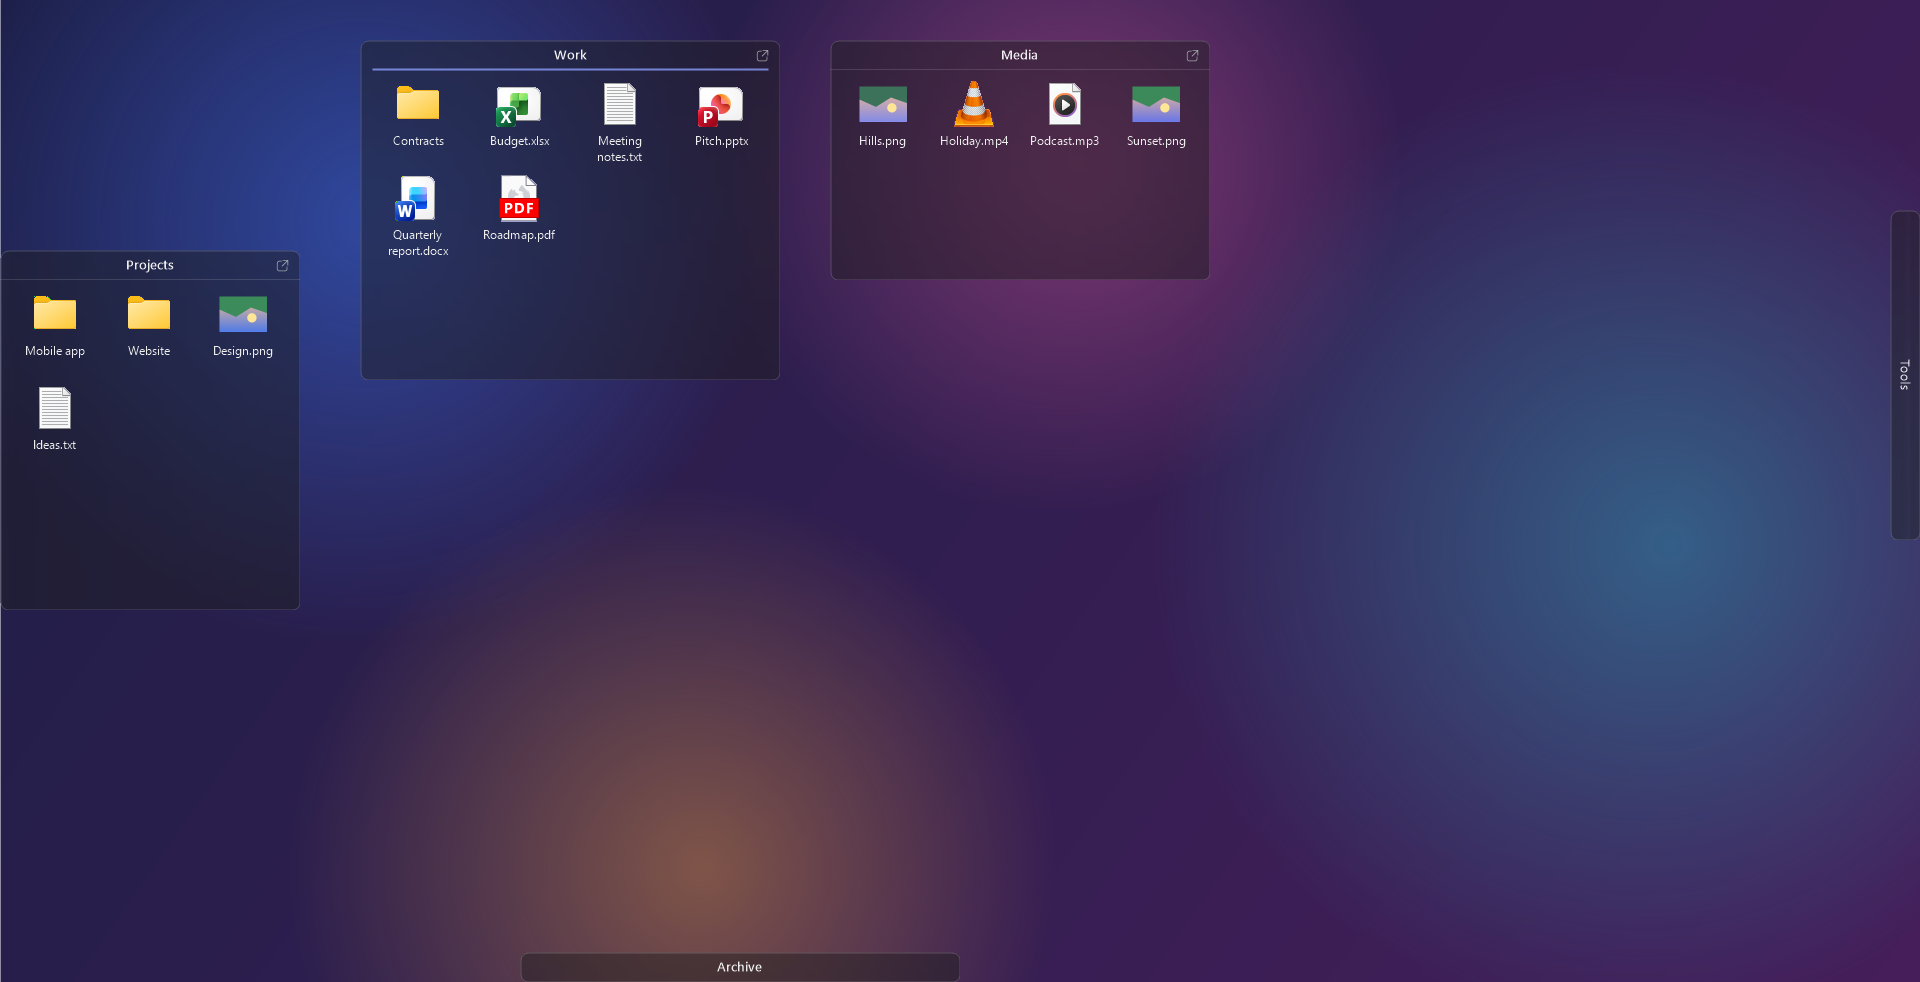 Work
Contracts
Budget.xlsx
Meeting
notes.txt
Pitch.pptx
X
P
Quarterly
report.docx
Roadmap.pdf
W
PDF
Media
Hills.png
Holiday.mp4
Podcast.mp3
Sunset.png
Projects
Mobile app
Website
Design.png
Ideas.txt
Tools
Archive